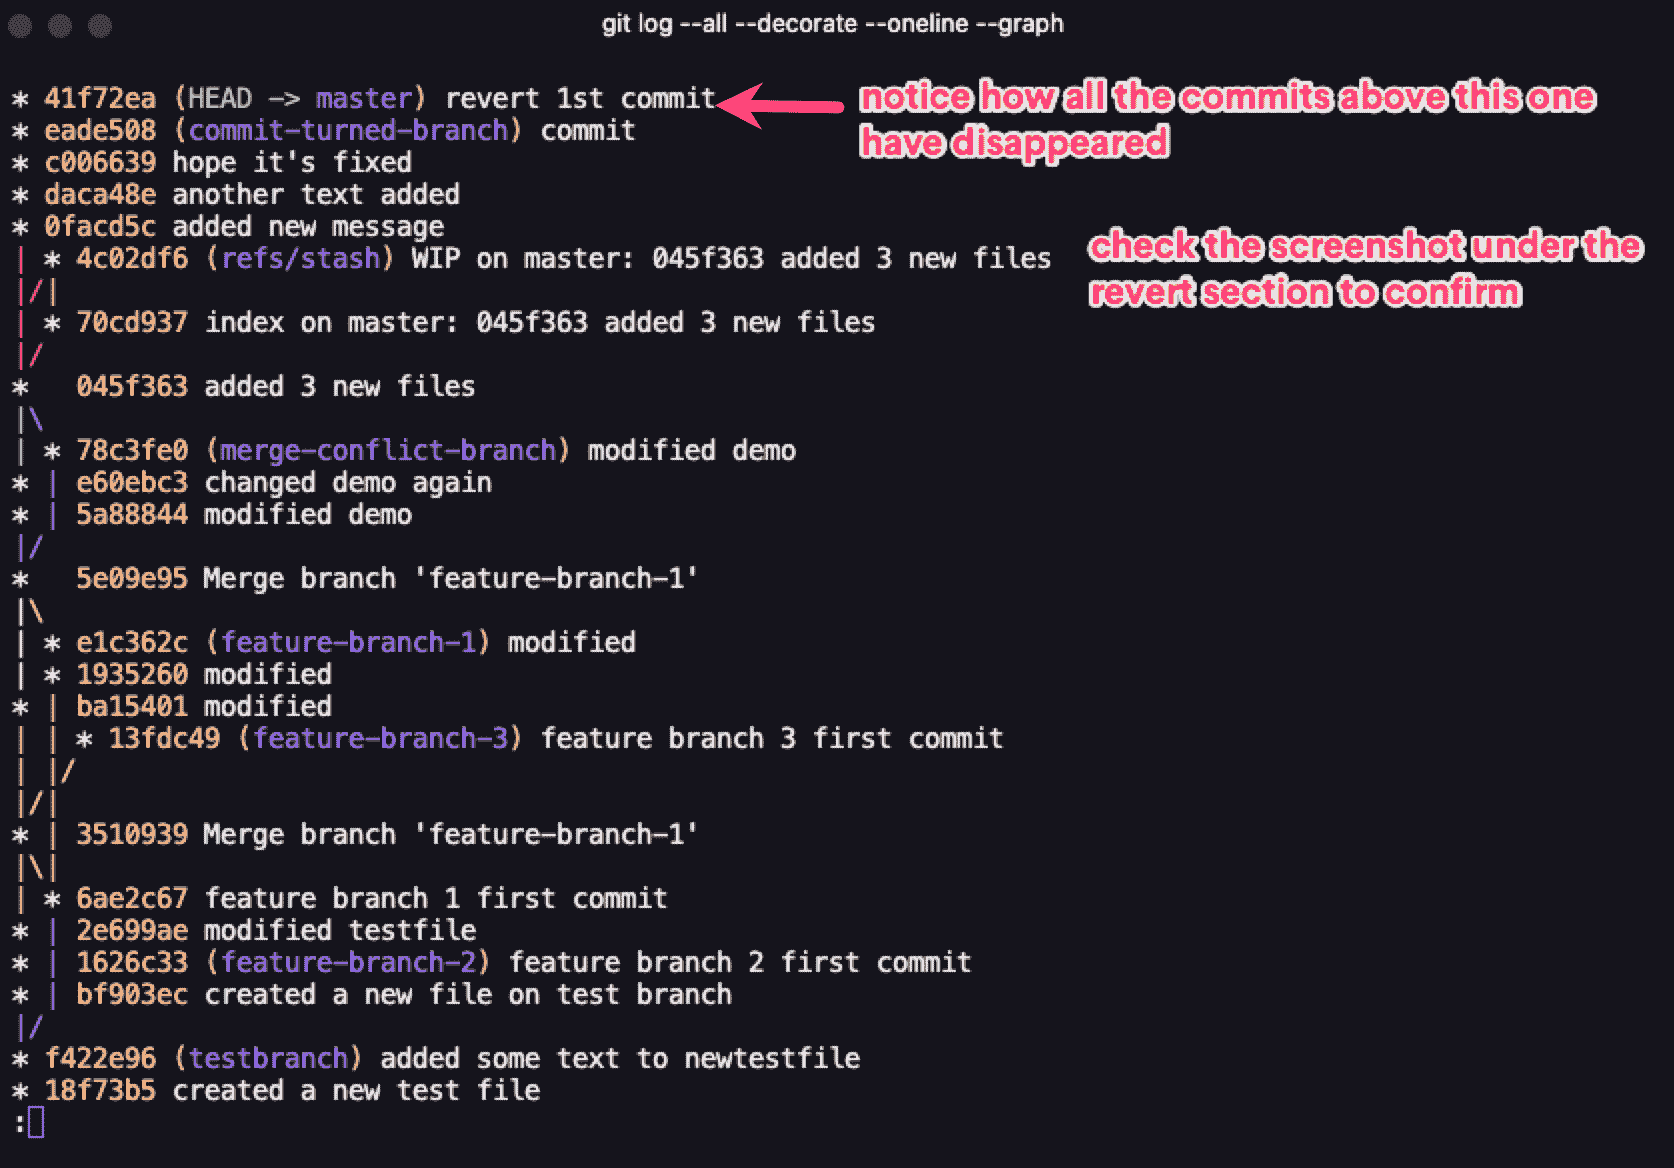 git log --all --decorate --oneline --graph
* 41f72ea (HEAD -> master) revert 1st commit
notice how all the commits above this one
have disappeared
* eade508 (commit-turned-branch) commit
* c006639 hope it's fixed
* daca48e another text added
* 0facd5c added new message
check the screenshot under the
revert section to confirm
| * 4c02df6 (refs/stash) WIP on master: 045f363 added 3 new files
|/|
| * 70cd937 index on master: 045f363 added 3 new files
|/
*   045f363 added 3 new files
|\
| * 78c3fe0 (merge-conflict-branch) modified demo
* | e60ebc3 changed demo again
* | 5a88844 modified demo
|/
*   5e09e95 Merge branch 'feature-branch-1'
|\
| * e1c362c (feature-branch-1) modified
| * 1935260 modified
* | ba15401 modified
| | * 13fdc49 (feature-branch-3) feature branch 3 first commit
| |/
|/|
* | 3510939 Merge branch 'feature-branch-1'
|\|
| * 6ae2c67 feature branch 1 first commit
* | 2e699ae modified testfile
* | 1626c33 (feature-branch-2) feature branch 2 first commit
* | bf903ec created a new file on test branch
|/
* f422e96 (testbranch) added some text to newtestfile
* 18f73b5 created a new test file
: